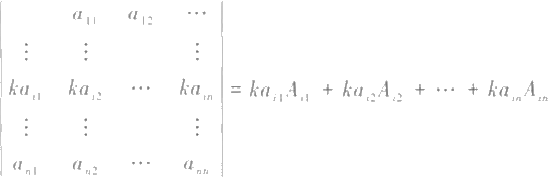 a₁₁ a₁₂ ⋯
⋮ ⋮ ⋮
kaᵢ₁ kaᵢ₂ ⋯ kaᵢₙ = kaᵢ₁Aᵢ₁ + kaᵢ₂Aᵢ₂ + ⋯ + kaᵢₙAᵢₙ
⋮ ⋮ ⋮
aₙ₁ aₙ₂ ⋯ aₙₙ